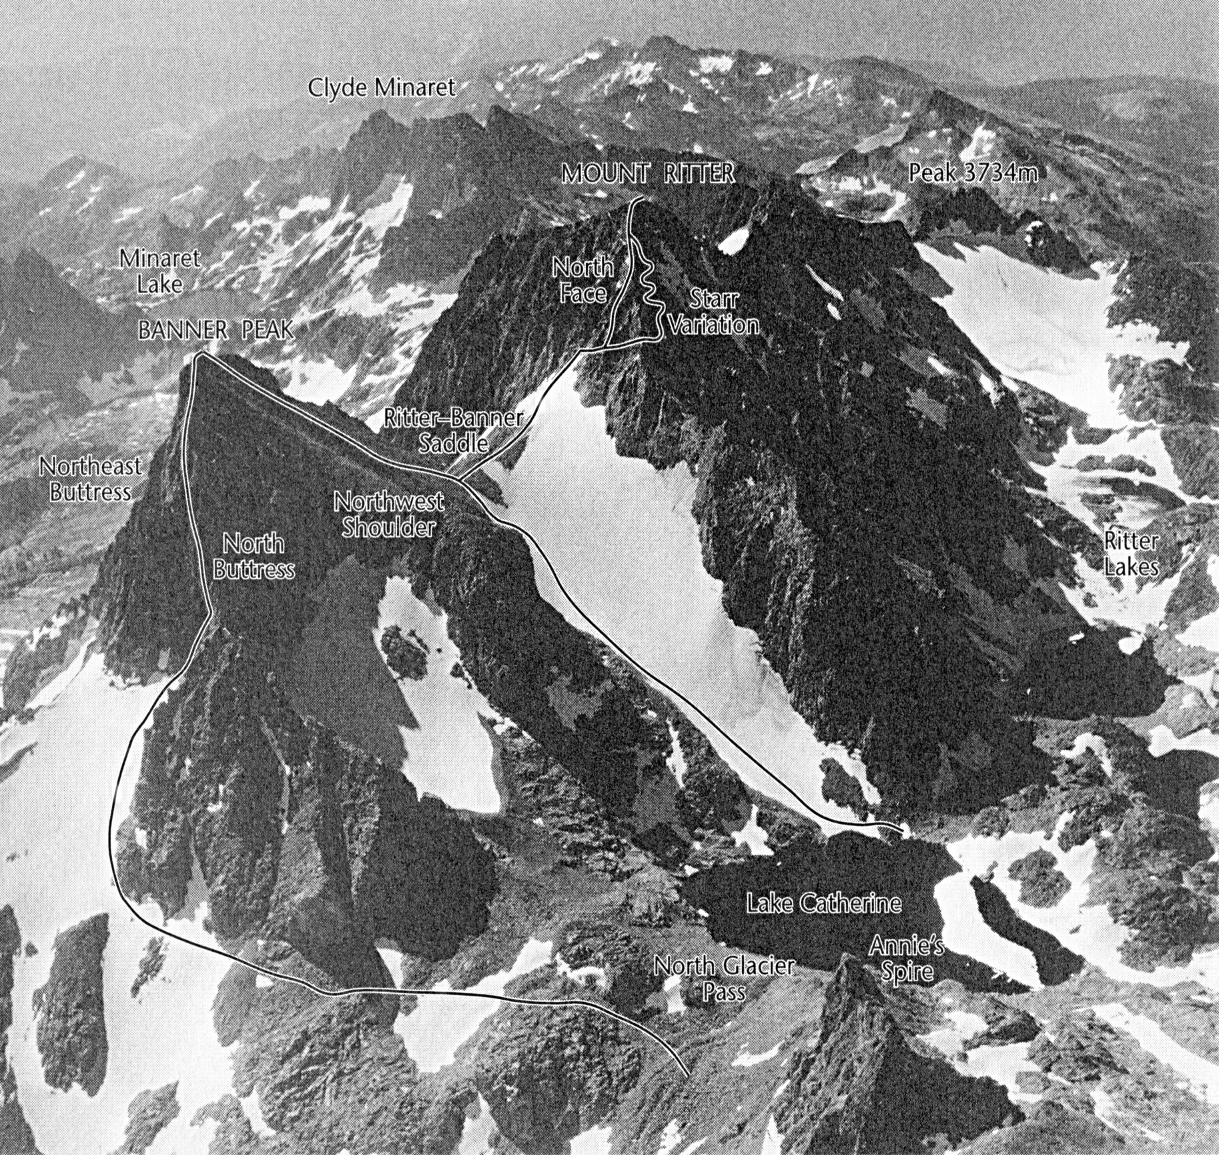 Clyde Minaret
MOUNT RITTER
Peak 3734m
Minaret
Lake
North
Face
Starr
Variation
BANNER PEAK
Ritter–Banner
Saddle
Northeast
Buttress
Northwest
Shoulder
North
Buttress
Ritter
Lakes
Lake Catherine
Annie's
Spire
North Glacier
Pass